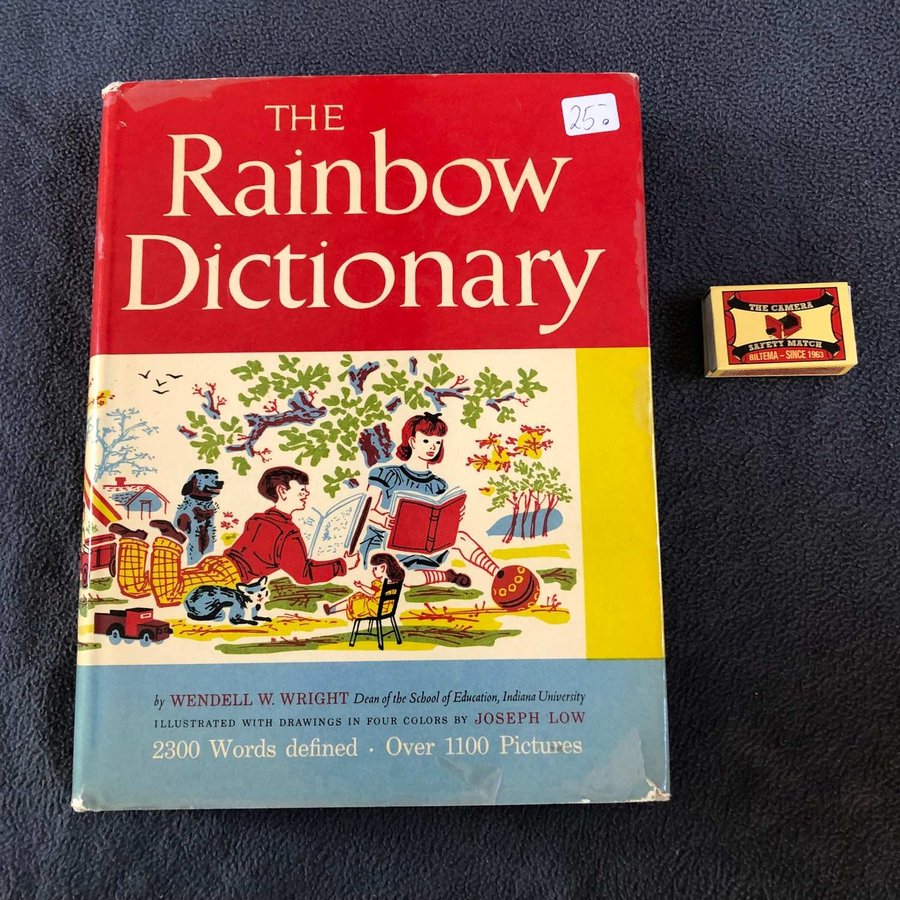 THE
25:-
Rainbow
Dictionary
THE CAMERA
SAFETY MATCH
BILTEMA – SINCE 1963
by WENDELL W. WRIGHT Dean of the School of Education, Indiana University
ILLUSTRATED WITH DRAWINGS IN FOUR COLORS BY JOSEPH LOW
2300 Words defined · Over 1100 Pictures